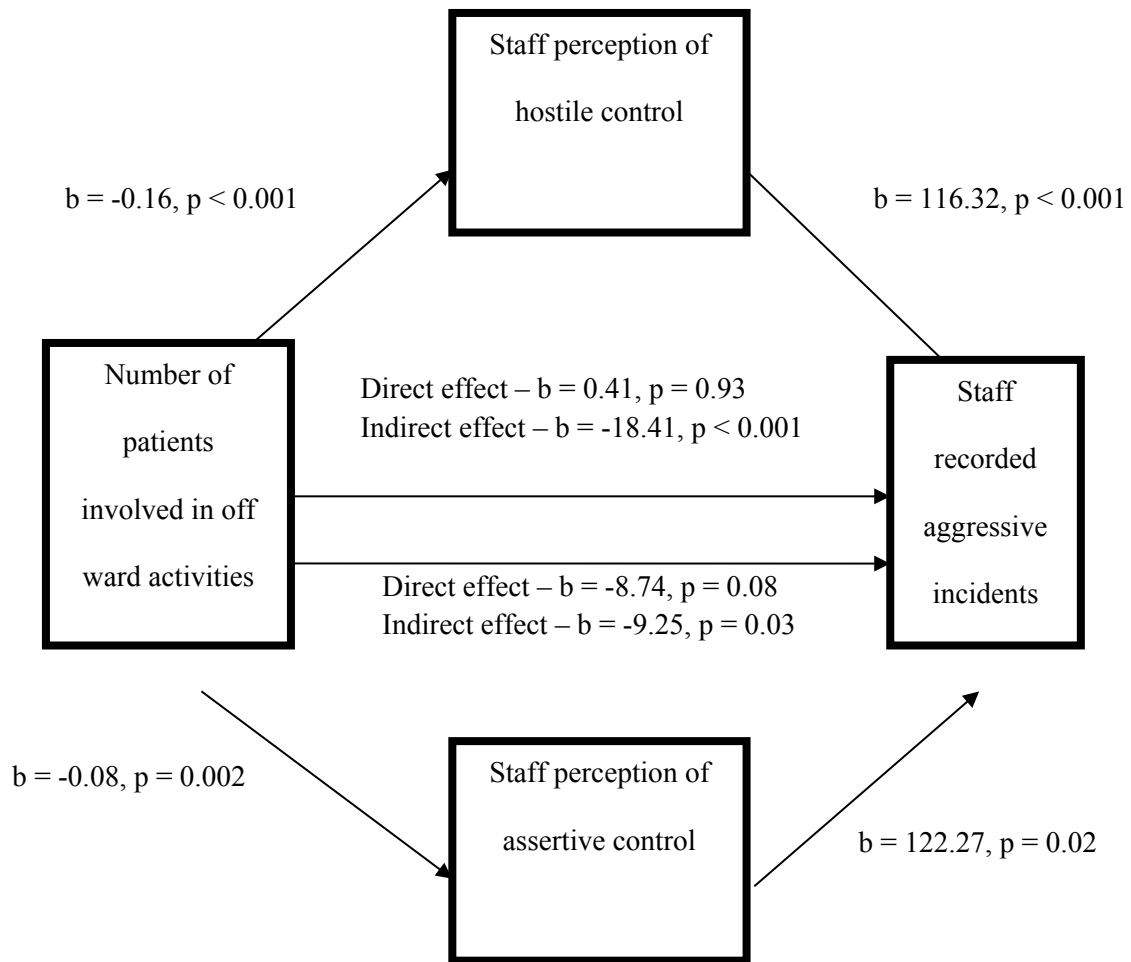 Staff perception of
hostile control
b = -0.16, p < 0.001
b = 116.32, p < 0.001
Number of
patients
involved in off
ward activities
Direct effect – b = 0.41, p = 0.93
Indirect effect – b = -18.41, p < 0.001
Direct effect – b = -8.74, p = 0.08
Indirect effect – b = -9.25, p = 0.03
Staff
recorded
aggressive
incidents
b = -0.08, p = 0.002
Staff perception of
assertive control
b = 122.27, p = 0.02